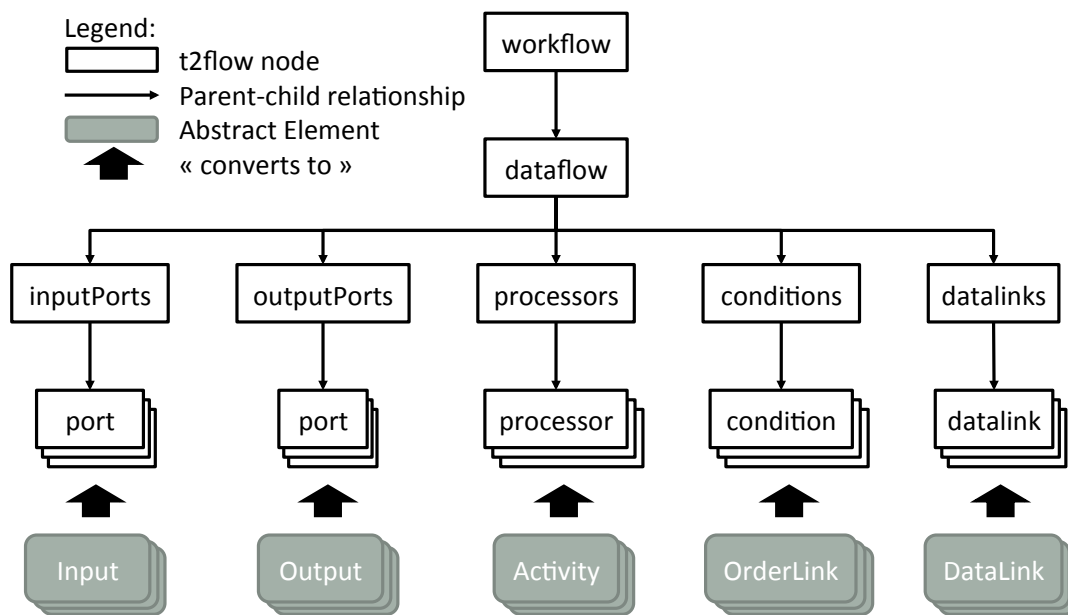 Legend:
t2flow node
Parent-child relationship
Abstract Element
« converts to »
workflow
dataflow
inputPorts
outputPorts
processors
conditions
datalinks
port
port
processor
condition
datalink
Input
Output
Activity
OrderLink
DataLink